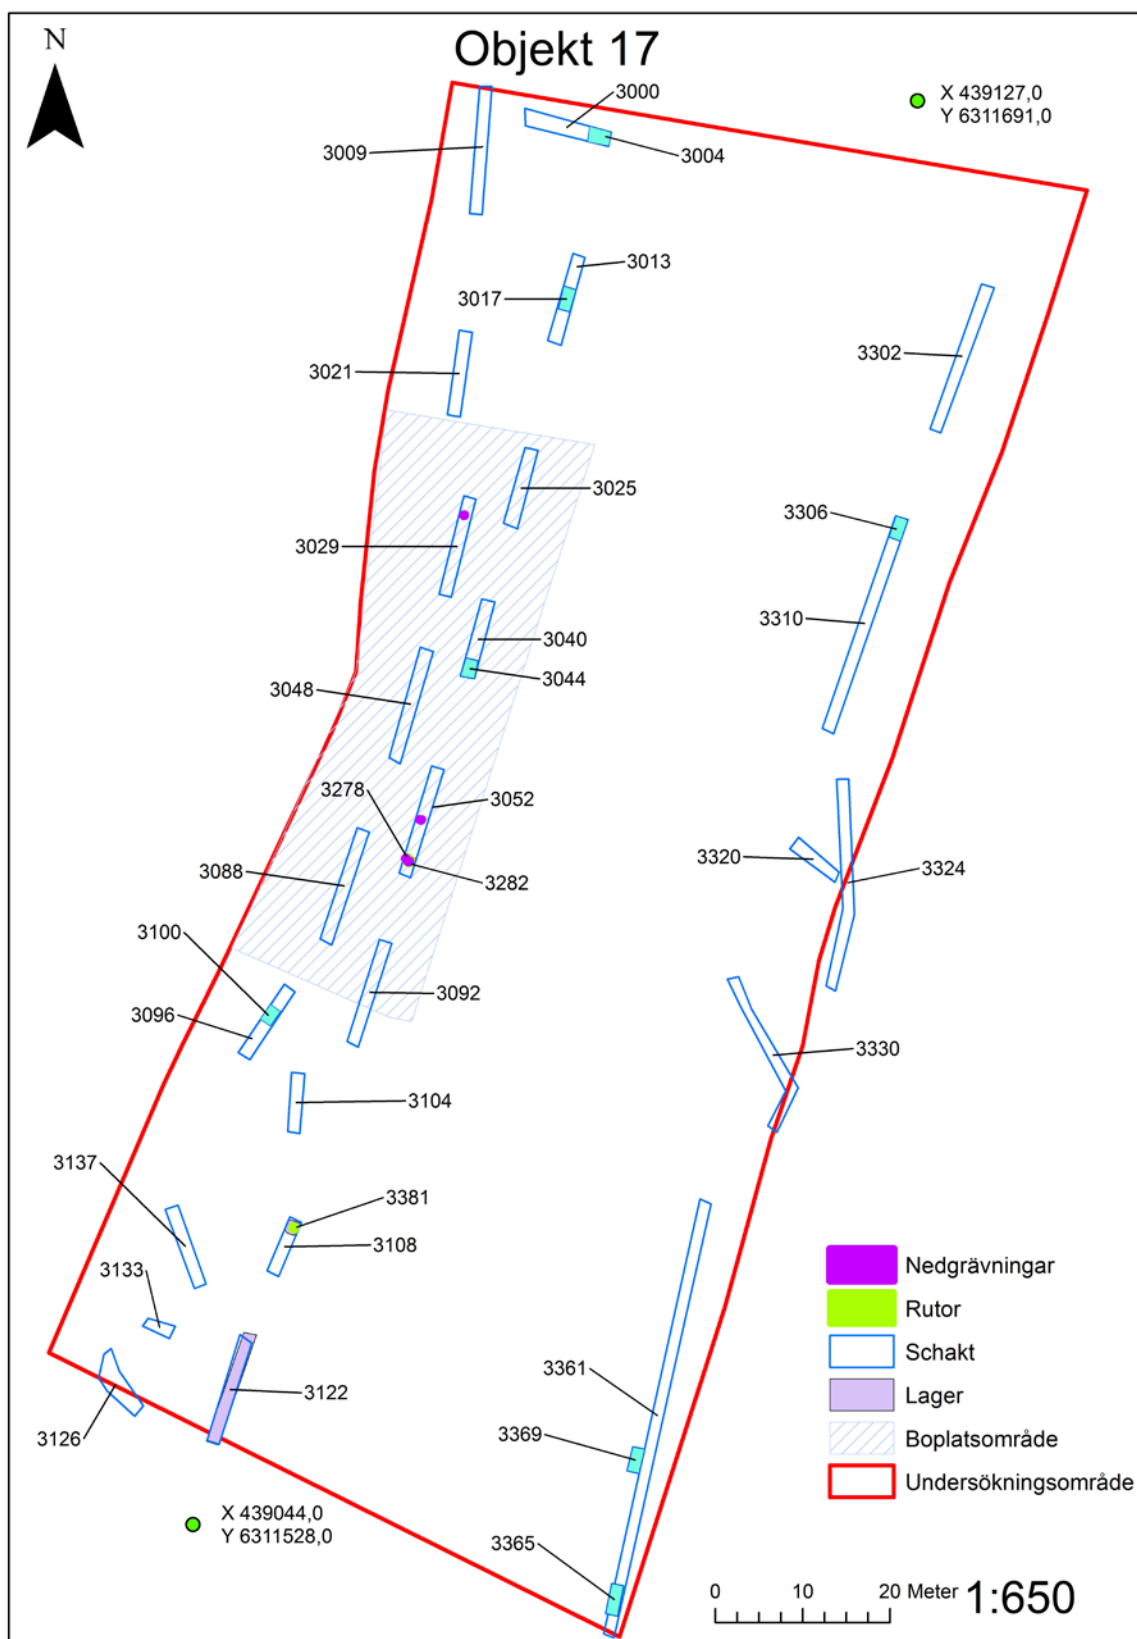 N
Objekt 17
X 439127,0
Y 6311691,0
3000
3004
3009
3013
3017
3021
3302
3025
3029
3306
3310
3040
3044
3048
3278
3052
3320
3324
3088
3282
3100
3092
3096
3330
3104
3137
3381
3108
3133
3361
3122
3369
3126
3365
Nedgrävningar
Rutor
Schakt
Lager
Boplatsområde
Undersökningsområde
X 439044,0
Y 6311528,0
0 10 20 Meter 1:650